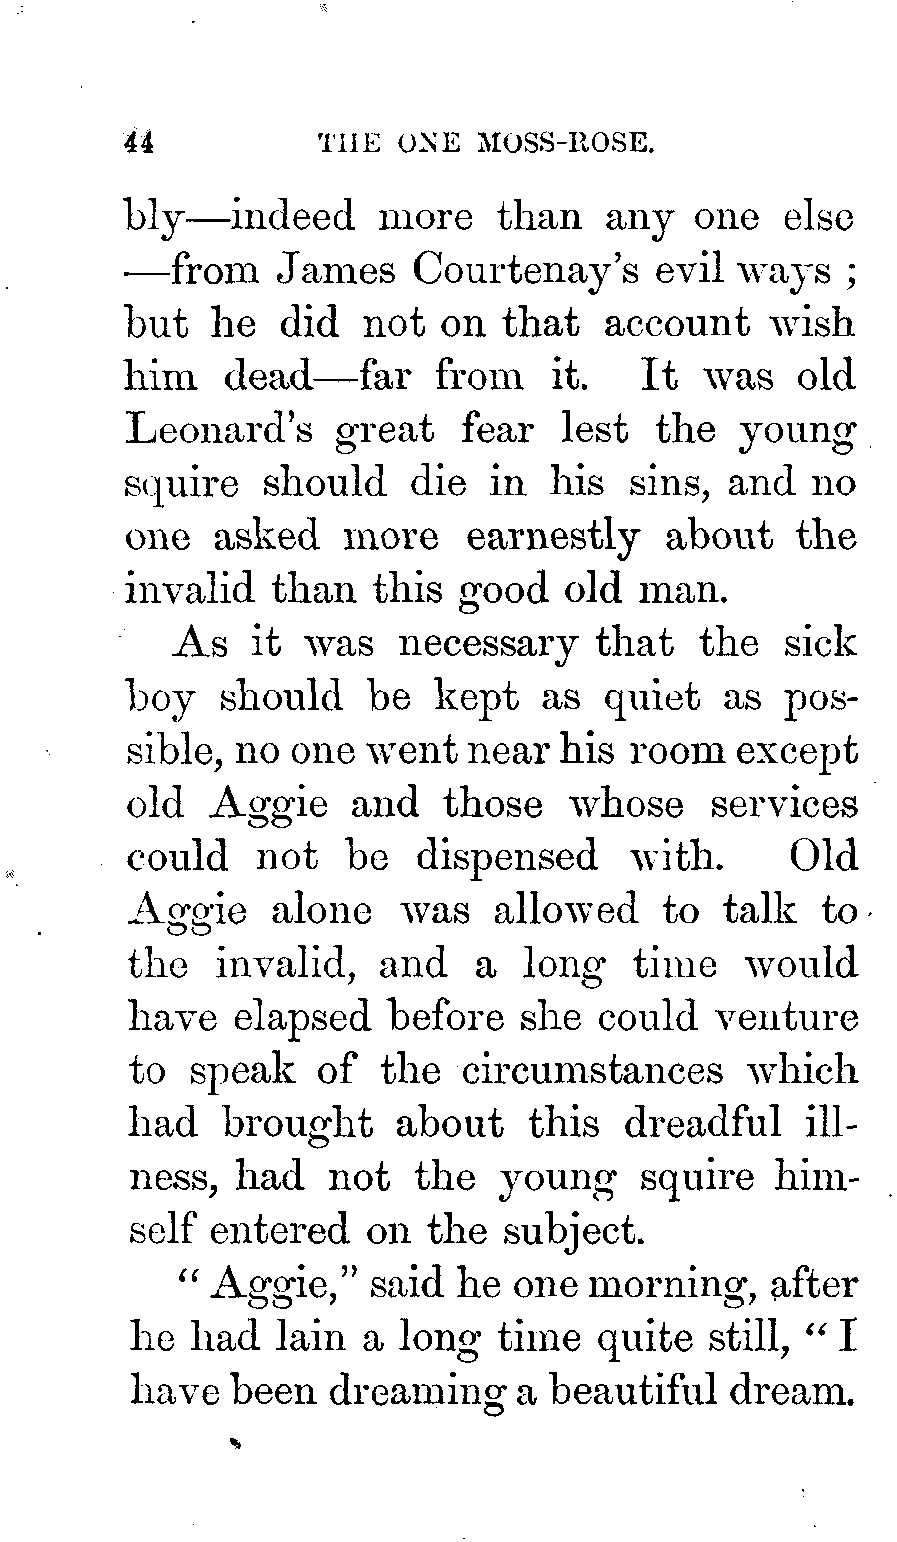 44 THE ONE MOSS-ROSE.
bly—indeed more than any one else
—from James Courtenay's evil ways ;
but he did not on that account wish
him dead—far from it. It was old
Leonard's great fear lest the young
squire should die in his sins, and no
one asked more earnestly about the
invalid than this good old man.
As it was necessary that the sick
boy should be kept as quiet as pos-
sible, no one went near his room except
old Aggie and those whose services
could not be dispensed with. Old
Aggie alone was allowed to talk to
the invalid, and a long time would
have elapsed before she could venture
to speak of the circumstances which
had brought about this dreadful ill-
ness, had not the young squire him-
self entered on the subject.
" Aggie," said he one morning, after
he had lain a long time quite still, " I
have been dreaming a beautiful dream.